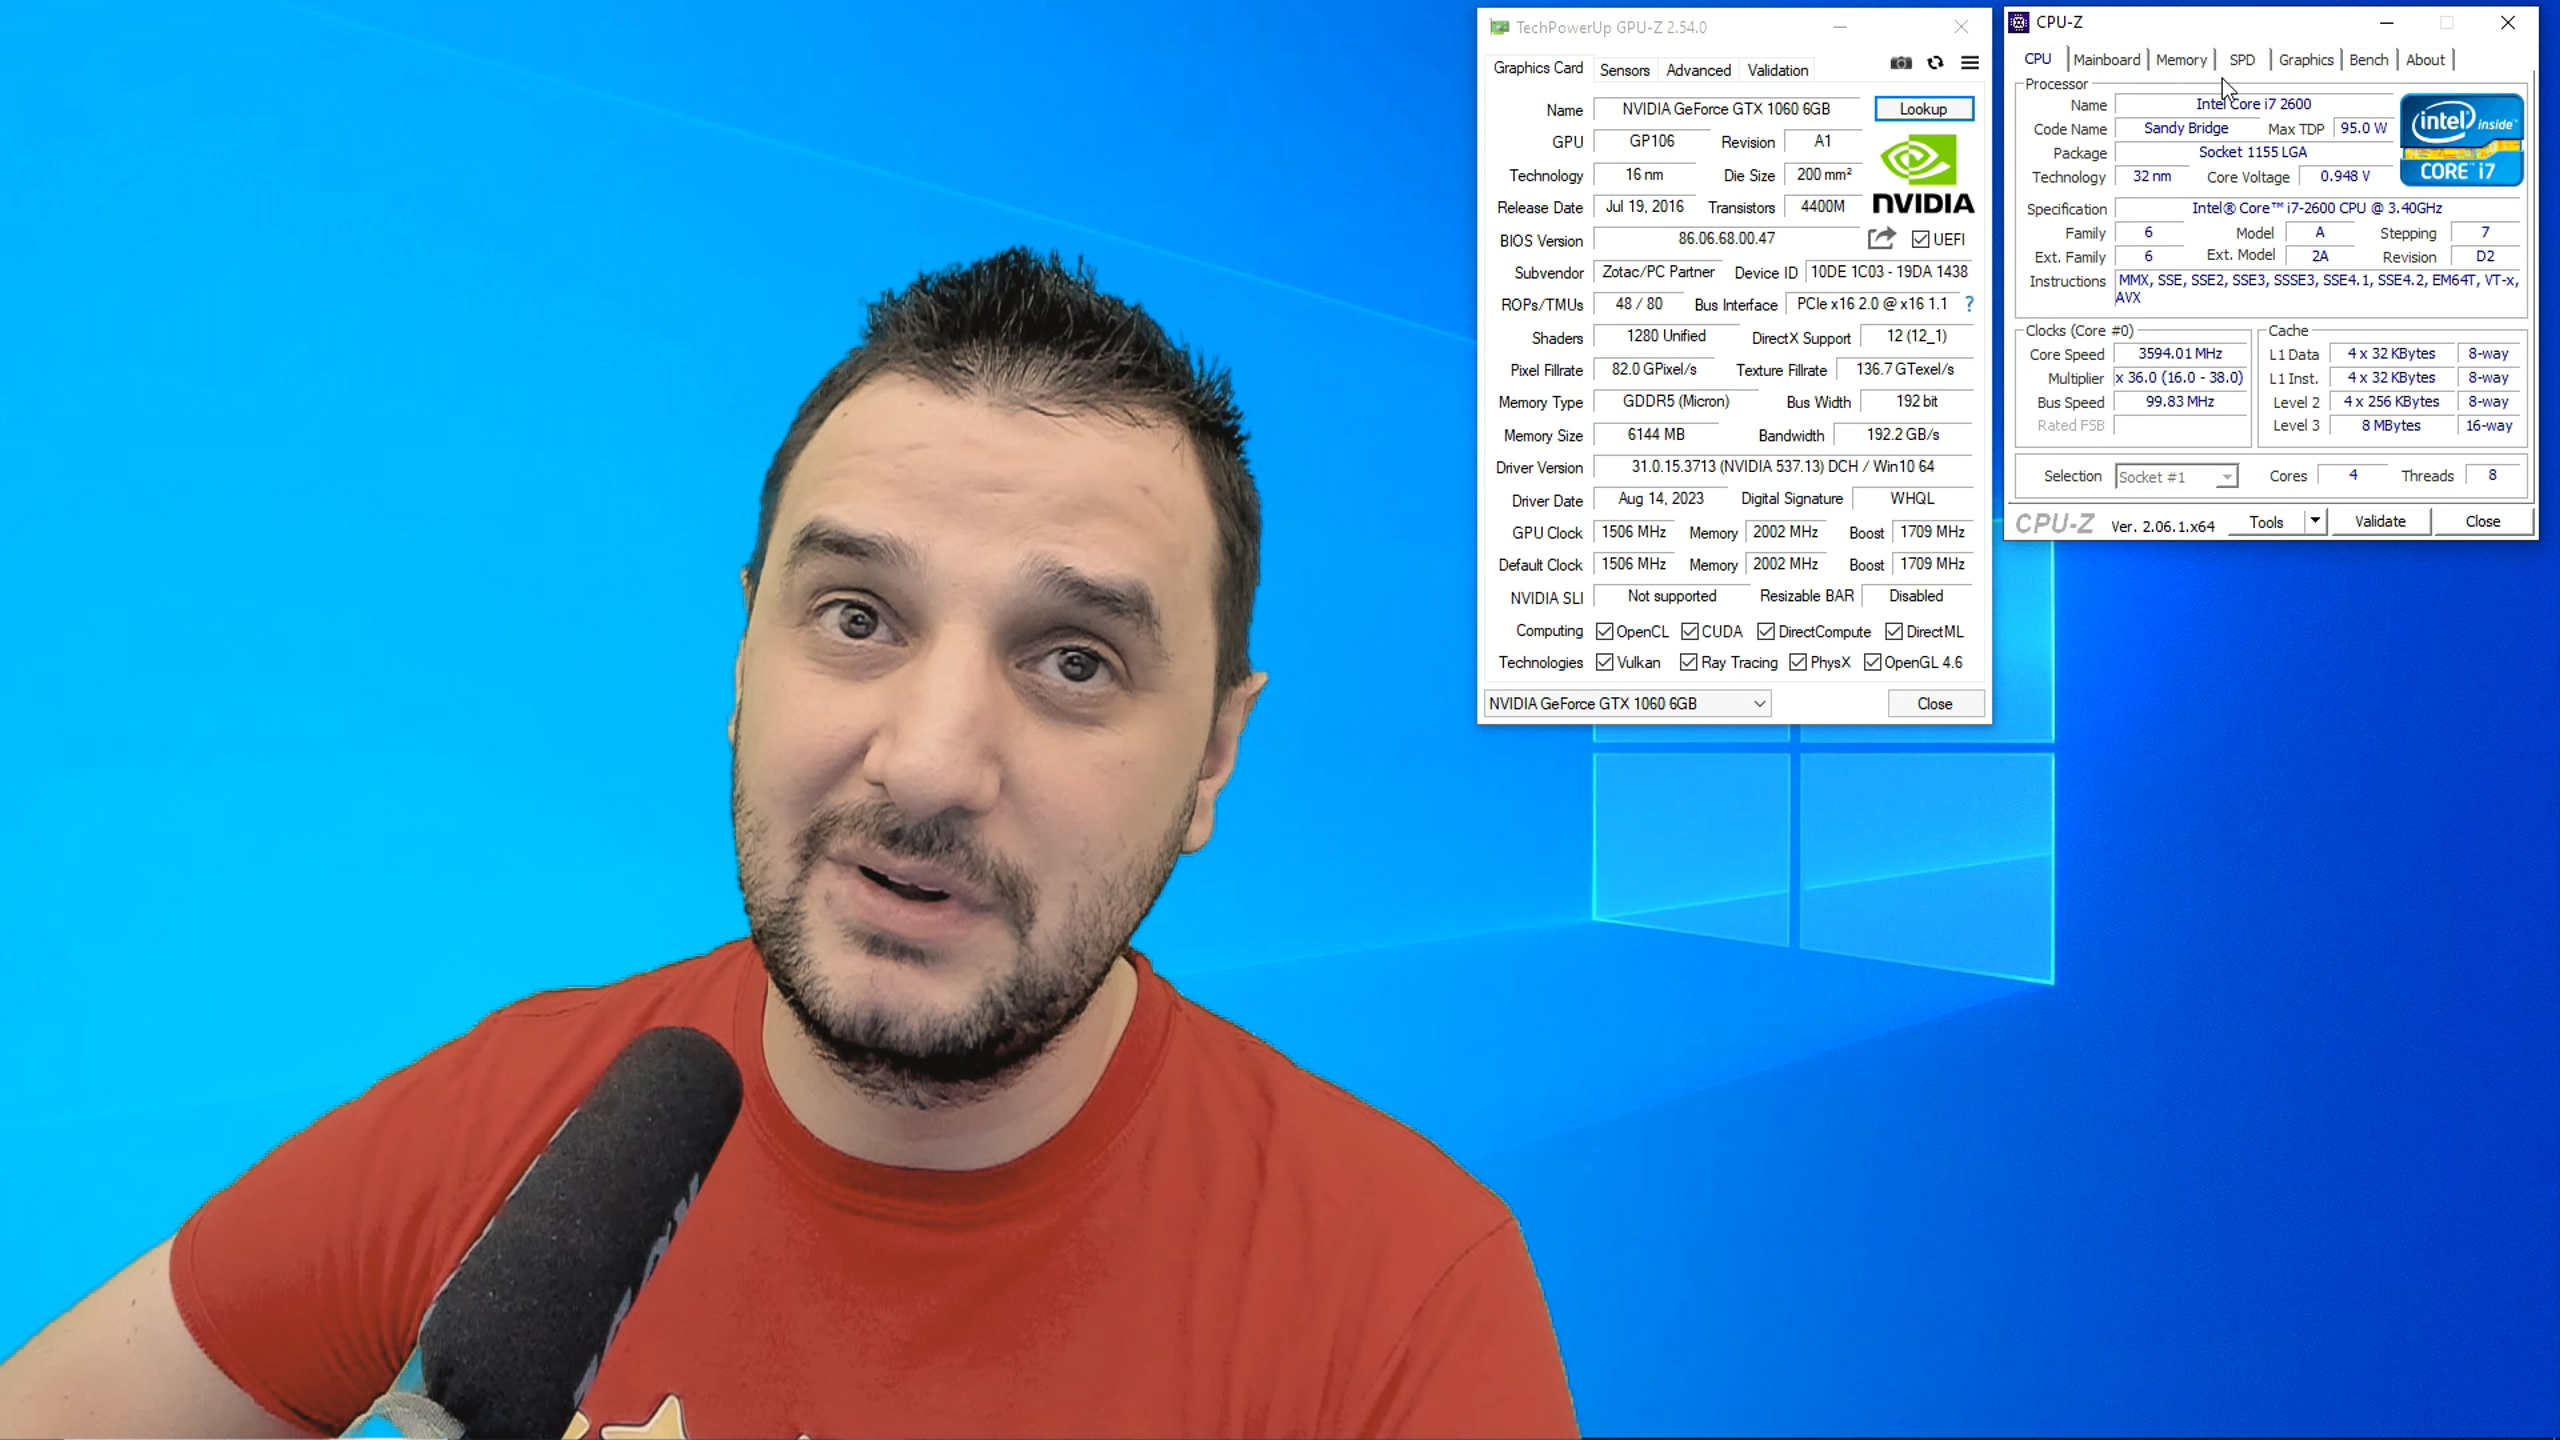 TechPowerUp GPU-Z 2.54.0
Graphics Card Sensors Advanced Validation
Name NVIDIA GeForce GTX 1060 6GB Lookup
GPU GP106 Revision A1
Technology 16 nm Die Size 200 mm²
Release Date Jul 19, 2016 Transistors 4400M
NVIDIA
BIOS Version 86.06.68.00.47 UEFI
Subvendor Zotac/PC Partner Device ID 10DE 1C03 - 19DA 1438
ROPs/TMUs 48 / 80 Bus Interface PCIe x16 2.0 @ x16 1.1 ?
Shaders 1280 Unified DirectX Support 12 (12_1)
Pixel Fillrate 82.0 GPixel/s Texture Fillrate 136.7 GTexel/s
Memory Type GDDR5 (Micron) Bus Width 192 bit
Memory Size 6144 MB Bandwidth 192.2 GB/s
Driver Version 31.0.15.3713 (NVIDIA 537.13) DCH / Win10 64
Driver Date Aug 14, 2023 Digital Signature WHQL
GPU Clock 1506 MHz Memory 2002 MHz Boost 1709 MHz
Default Clock 1506 MHz Memory 2002 MHz Boost 1709 MHz
NVIDIA SLI Not supported Resizable BAR Disabled
Computing OpenCL CUDA DirectCompute DirectML
Technologies Vulkan Ray Tracing PhysX OpenGL 4.6
NVIDIA GeForce GTX 1060 6GB Close
CPU-Z
CPU Mainboard Memory SPD Graphics Bench About
Processor
Name Intel Core i7 2600
Code Name Sandy Bridge Max TDP 95.0 W
Package Socket 1155 LGA
Technology 32 nm Core Voltage 0.948 V
intel inside™
CORE™ i7
Specification Intel® Core™ i7-2600 CPU @ 3.40GHz
Family 6 Model A Stepping 7
Ext. Family 6 Ext. Model 2A Revision D2
Instructions MMX, SSE, SSE2, SSE3, SSSE3, SSE4.1, SSE4.2, EM64T, VT-x,
AVX
Clocks (Core #0)
Core Speed 3594.01 MHz
Multiplier x 36.0 (16.0 - 38.0)
Bus Speed 99.83 MHz
Rated FSB
Cache
L1 Data 4 x 32 KBytes 8-way
L1 Inst. 4 x 32 KBytes 8-way
Level 2 4 x 256 KBytes 8-way
Level 3 8 MBytes 16-way
Selection Socket #1 Cores 4 Threads 8
CPU-Z Ver. 2.06.1.x64 Tools Validate Close